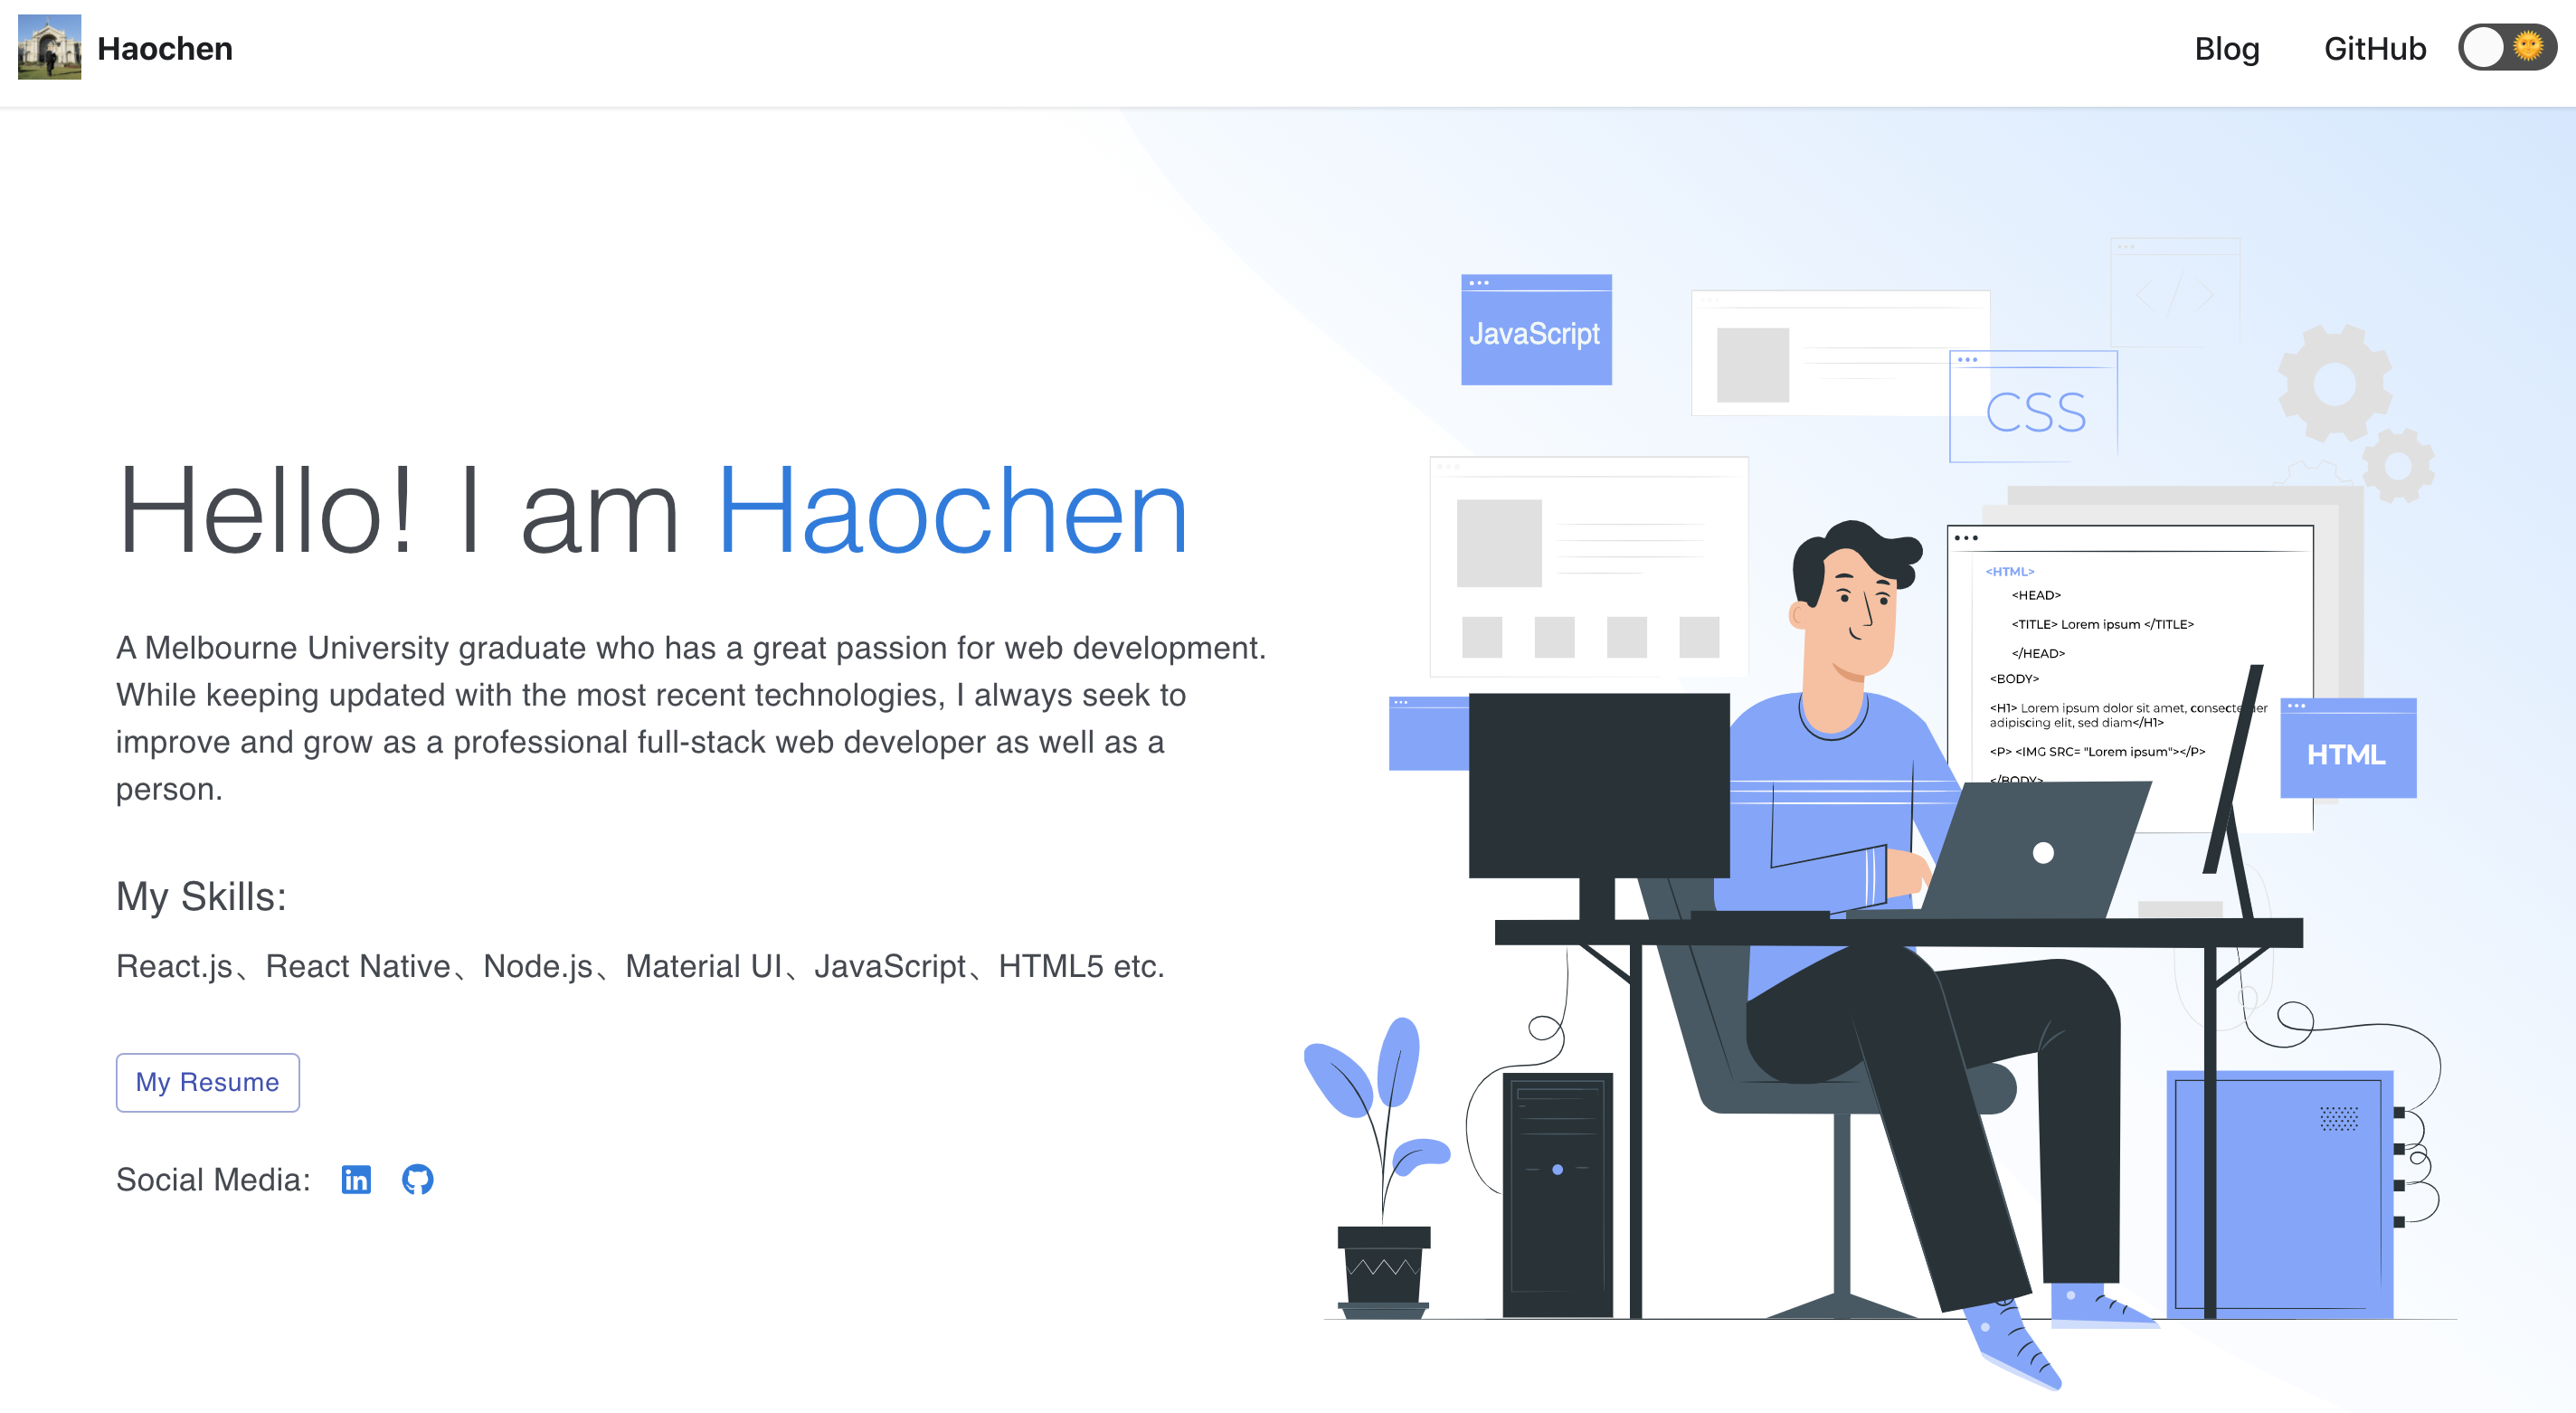 Haochen
Blog
GitHub
Hello! I am Haochen
A Melbourne University graduate who has a great passion for web development.
While keeping updated with the most recent technologies, I always seek to
improve and grow as a professional full-stack web developer as well as a
person.
My Skills:
React.js、React Native、Node.js、Material UI、JavaScript、HTML5 etc.
My Resume
Social Media:
in
JavaScript
</>
CSS
<HTML>
<HEAD>
<TITLE> Lorem ipsum </TITLE>
</HEAD>
<BODY>
<H1> Lorem ipsum dolor sit amet,
adipiscing elit, sed diam</H1>
<P> <IMG SRC= "Lorem ipsum"></P>
</BODY>
HTML